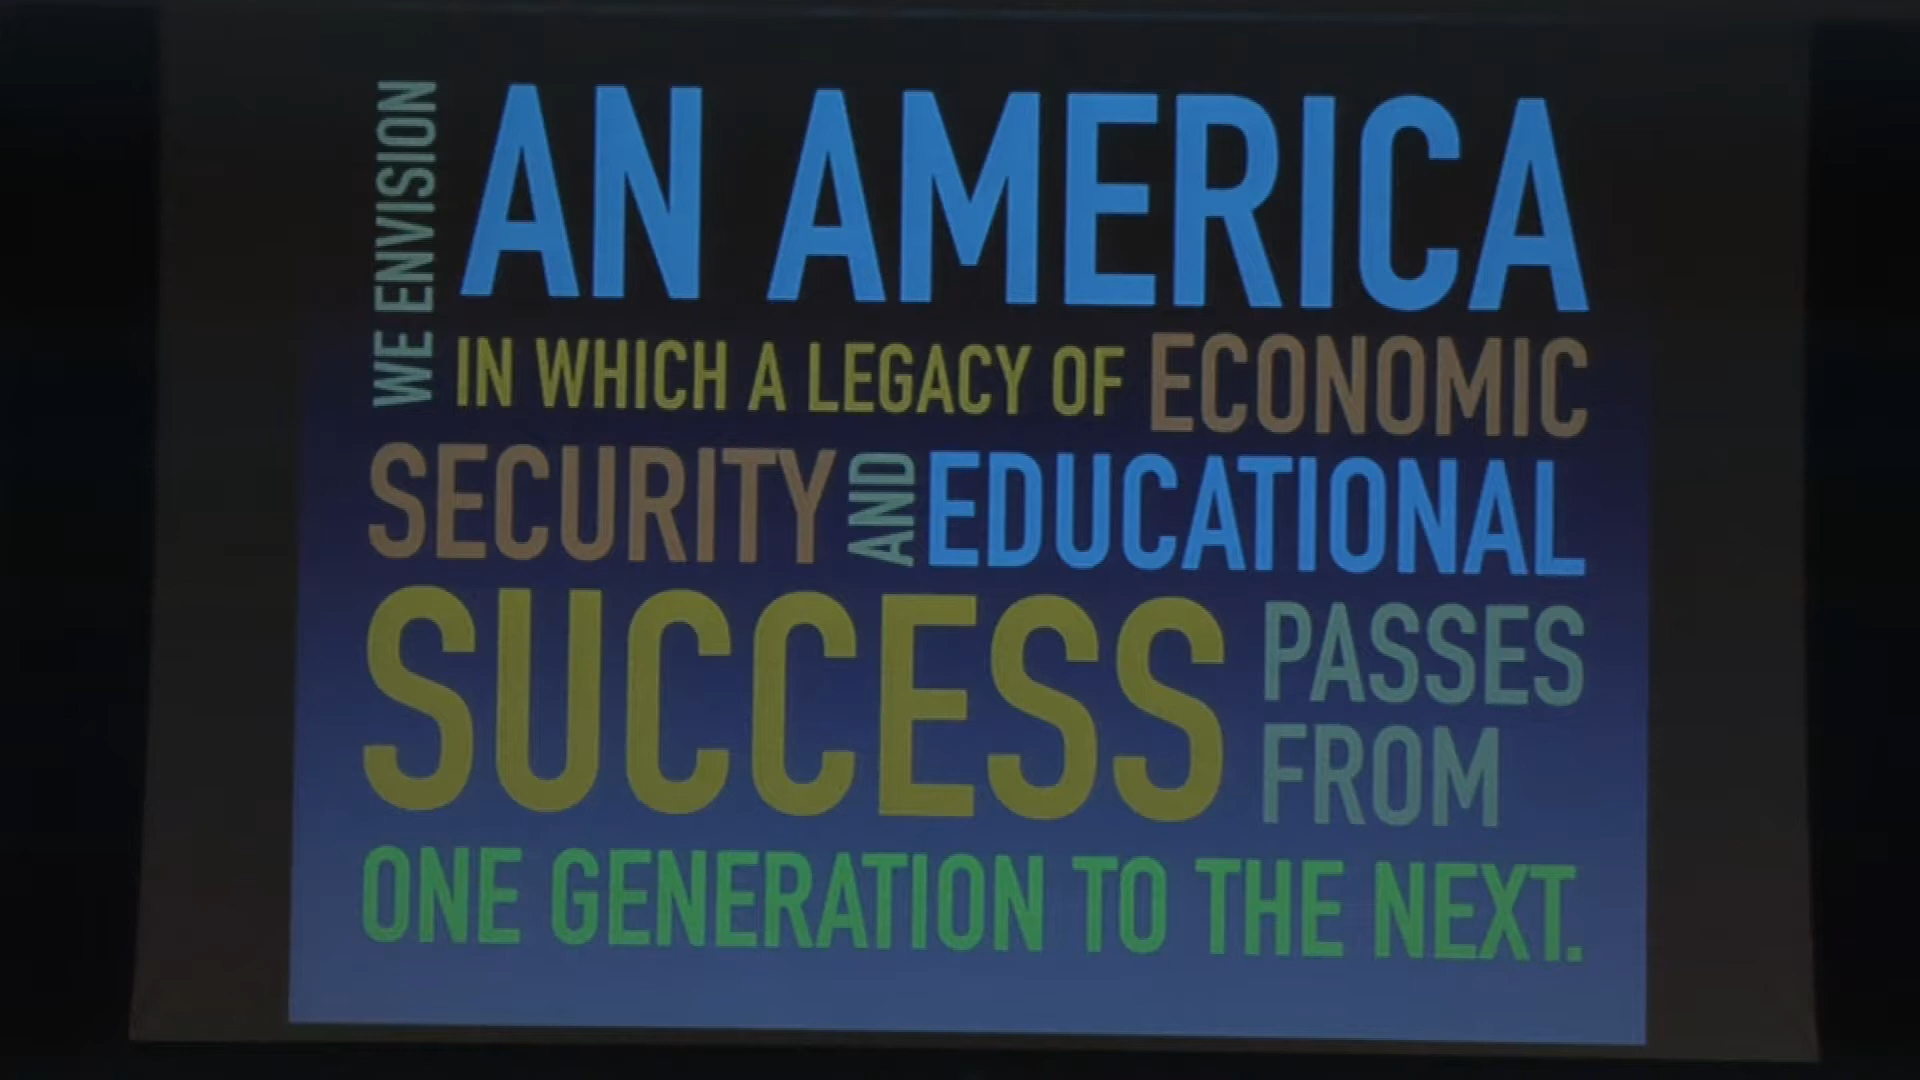 WE ENVISION
AN AMERICA
IN WHICH A LEGACY OF ECONOMIC
SECURITY AND EDUCATIONAL
SUCCESS PASSES
FROM
ONE GENERATION TO THE NEXT.